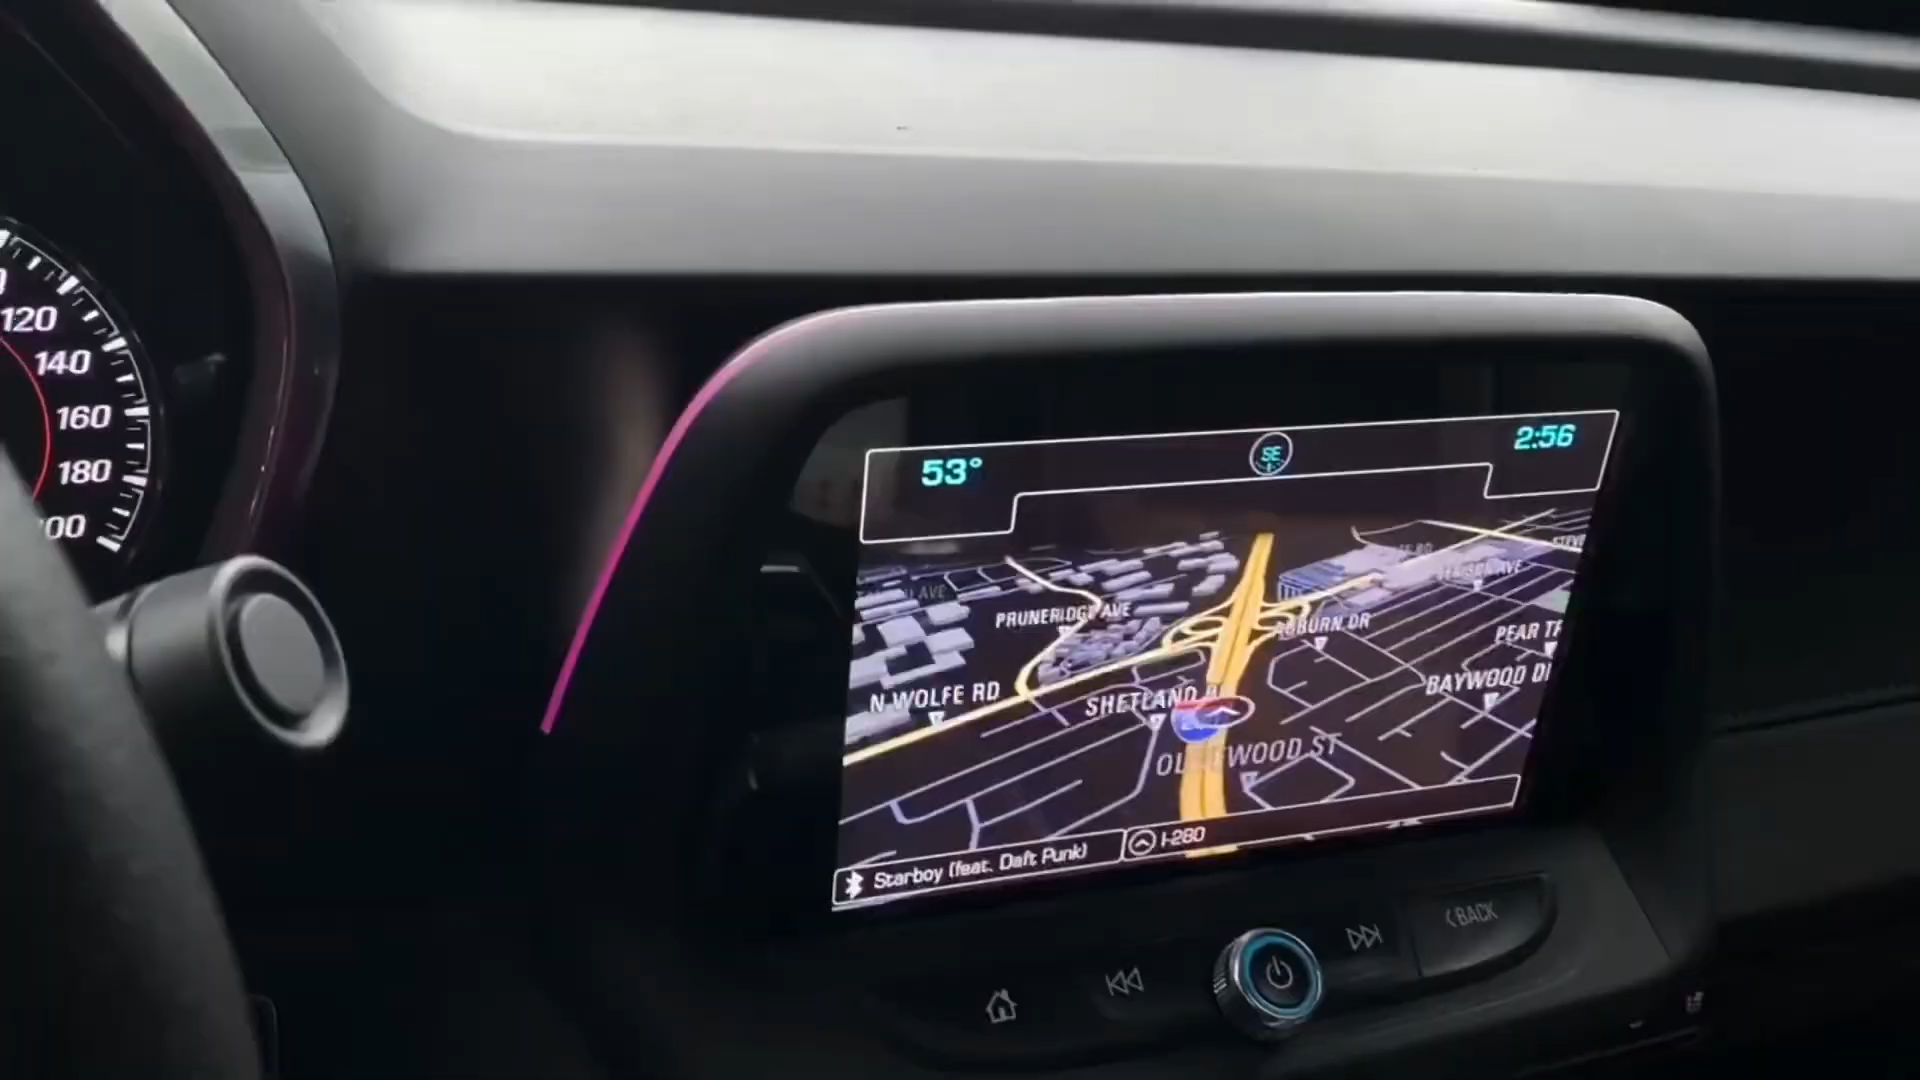 120
140
160
180
53°
SE
2:56
PRUNERIDGE AVE
AUBURN DR
PEAR
N WOLFE RD
SHETLAND
BAYWOOD
WOOD ST
I-280
Starboy (feat. Daft Punk)
BACK